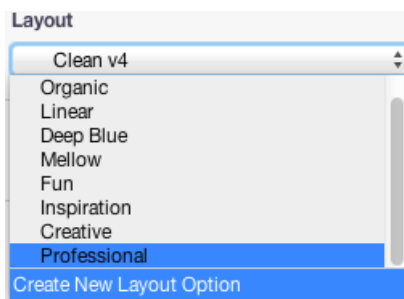 Layout
Clean v4
Organic
Linear
Deep Blue
Mellow
Fun
Inspiration
Creative
Professional
Create New Layout Option